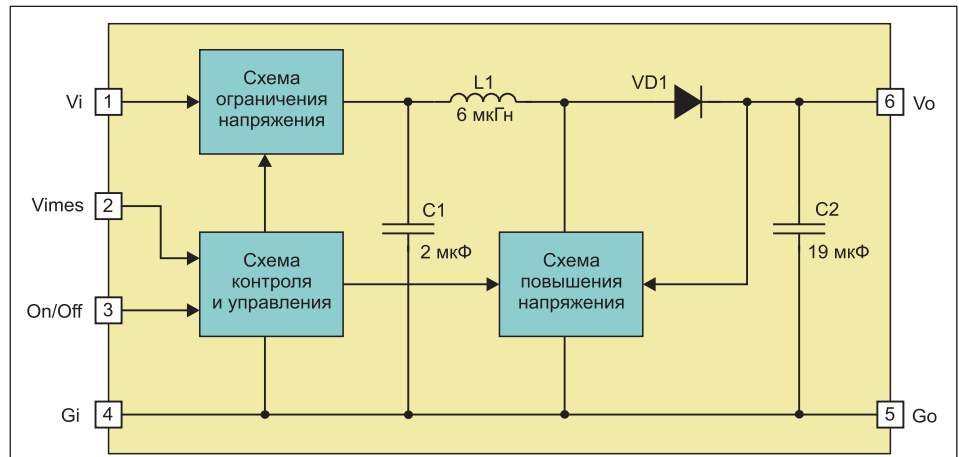 Vi
1
Схема
ограничения
напряжения
L1
6 мкГн
VD1
6
Vo
Vimes
2
C1
2 мкФ
C2
19 мкФ
On/Off
3
Схема
контроля
и управления
Схема
повышения
напряжения
Gi
4
5
Go